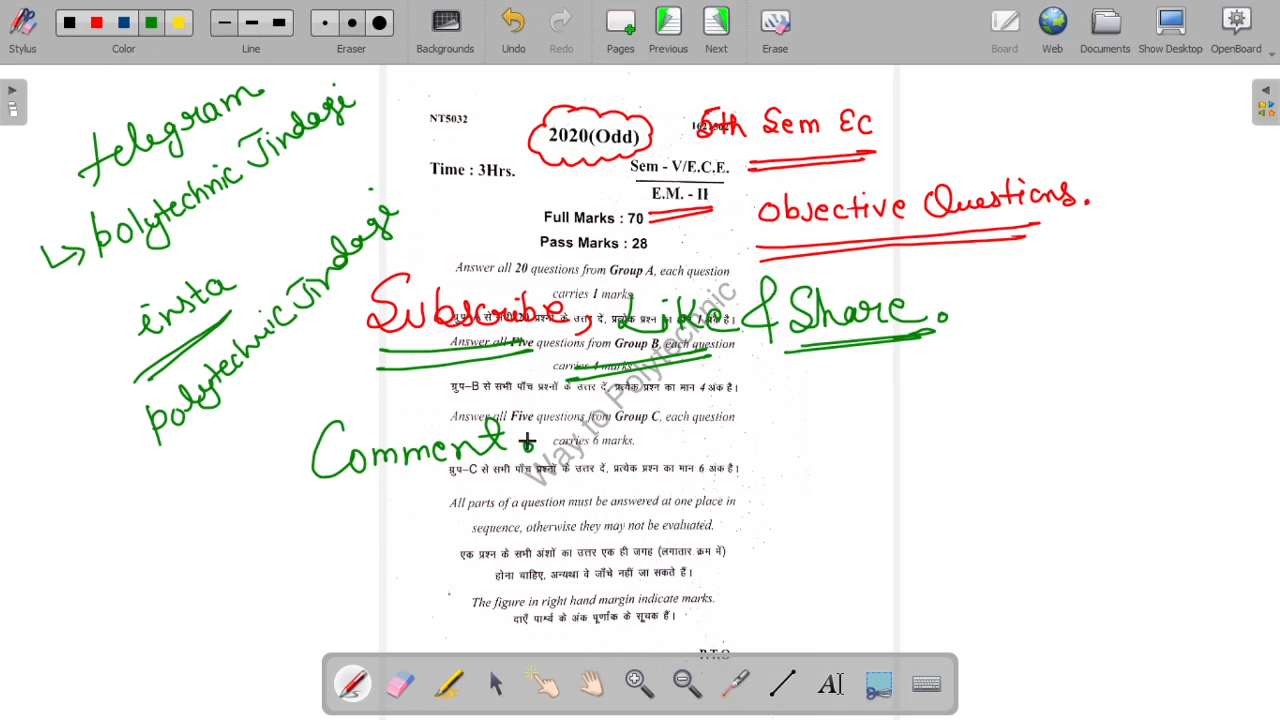 Stylus
Color
Line
Eraser
Backgrounds
Undo
Redo
Pages
Previous
Next
Erase
Board
Web
Documents
Show Desktop
OpenBoard
telegram
polytechnic Jindagi
insta
polytechnic Jindagi
NT5032
2020(Odd)
5th Sem EC
Time : 3Hrs.
Sem - V/E.C.E.
E.M. - II
Objective Questions.
Full Marks : 70
Pass Marks : 28
Answer all 20 questions from Group A, each question
carries 1 marks.
Subscribe, Like & Share.
Answer all Five questions from Group B, each question
carries 4 marks.
ग्रुप–B से सभी पाँच प्रश्नों के उत्तर दें, प्रत्येक प्रश्न का मान 4 अंक है।
Answer all Five questions from Group C, each question
carries 6 marks.
Comment
ग्रुप–C से सभी पाँच प्रश्नों के उत्तर दें, प्रत्येक प्रश्न का मान 6 अंक है।
Way to Polytechnic
All parts of a question must be answered at one place in
sequence, otherwise they may not be evaluated.
एक प्रश्न के सभी अंशों का उत्तर एक ही जगह (लगातार क्रम में)
होना चाहिए, अन्यथा वे जाँचे नहीं जा सकते हैं।
The figure in right hand margin indicate marks.
दाएँ पार्श्व के अंक पूर्णांक के सूचक हैं।
P.T.O